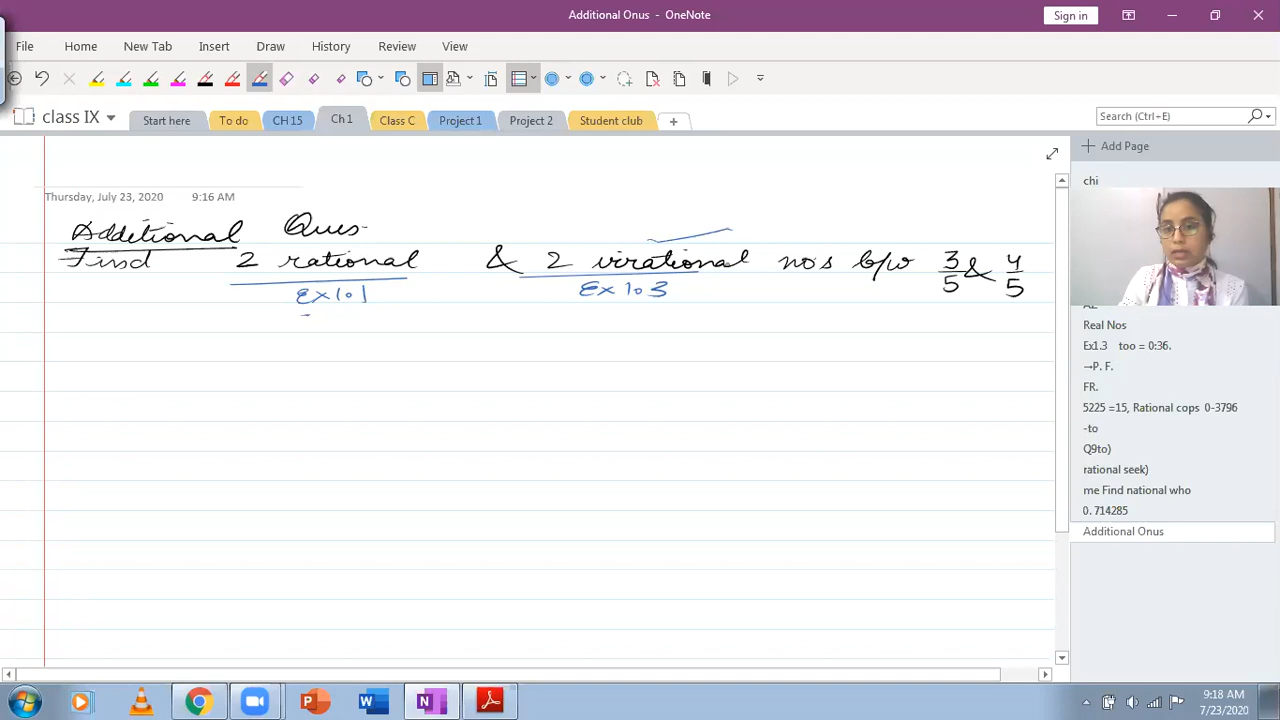 Additional Onus - OneNote
Sign in
File Home New Tab Insert Draw History Review View
class IX Start here To do CH 15 Ch 1 Class C Project 1 Project 2 Student club Search (Ctrl+E)
Add Page
Thursday, July 23, 2020 9:16 AM
Additional Ques
Find 2 rational & 2 irrational nos b/w 3/5 & 4/5
Ex 1.1 Ex 1.3
chi
Real Nos
Ex1.3 too = 0:36.
→P. F.
FR.
5225 =15, Rational cops 0-3796
-to
Q9to)
rational seek)
me Find national who
0. 714285
Additional Onus
9:18 AM
7/23/2020